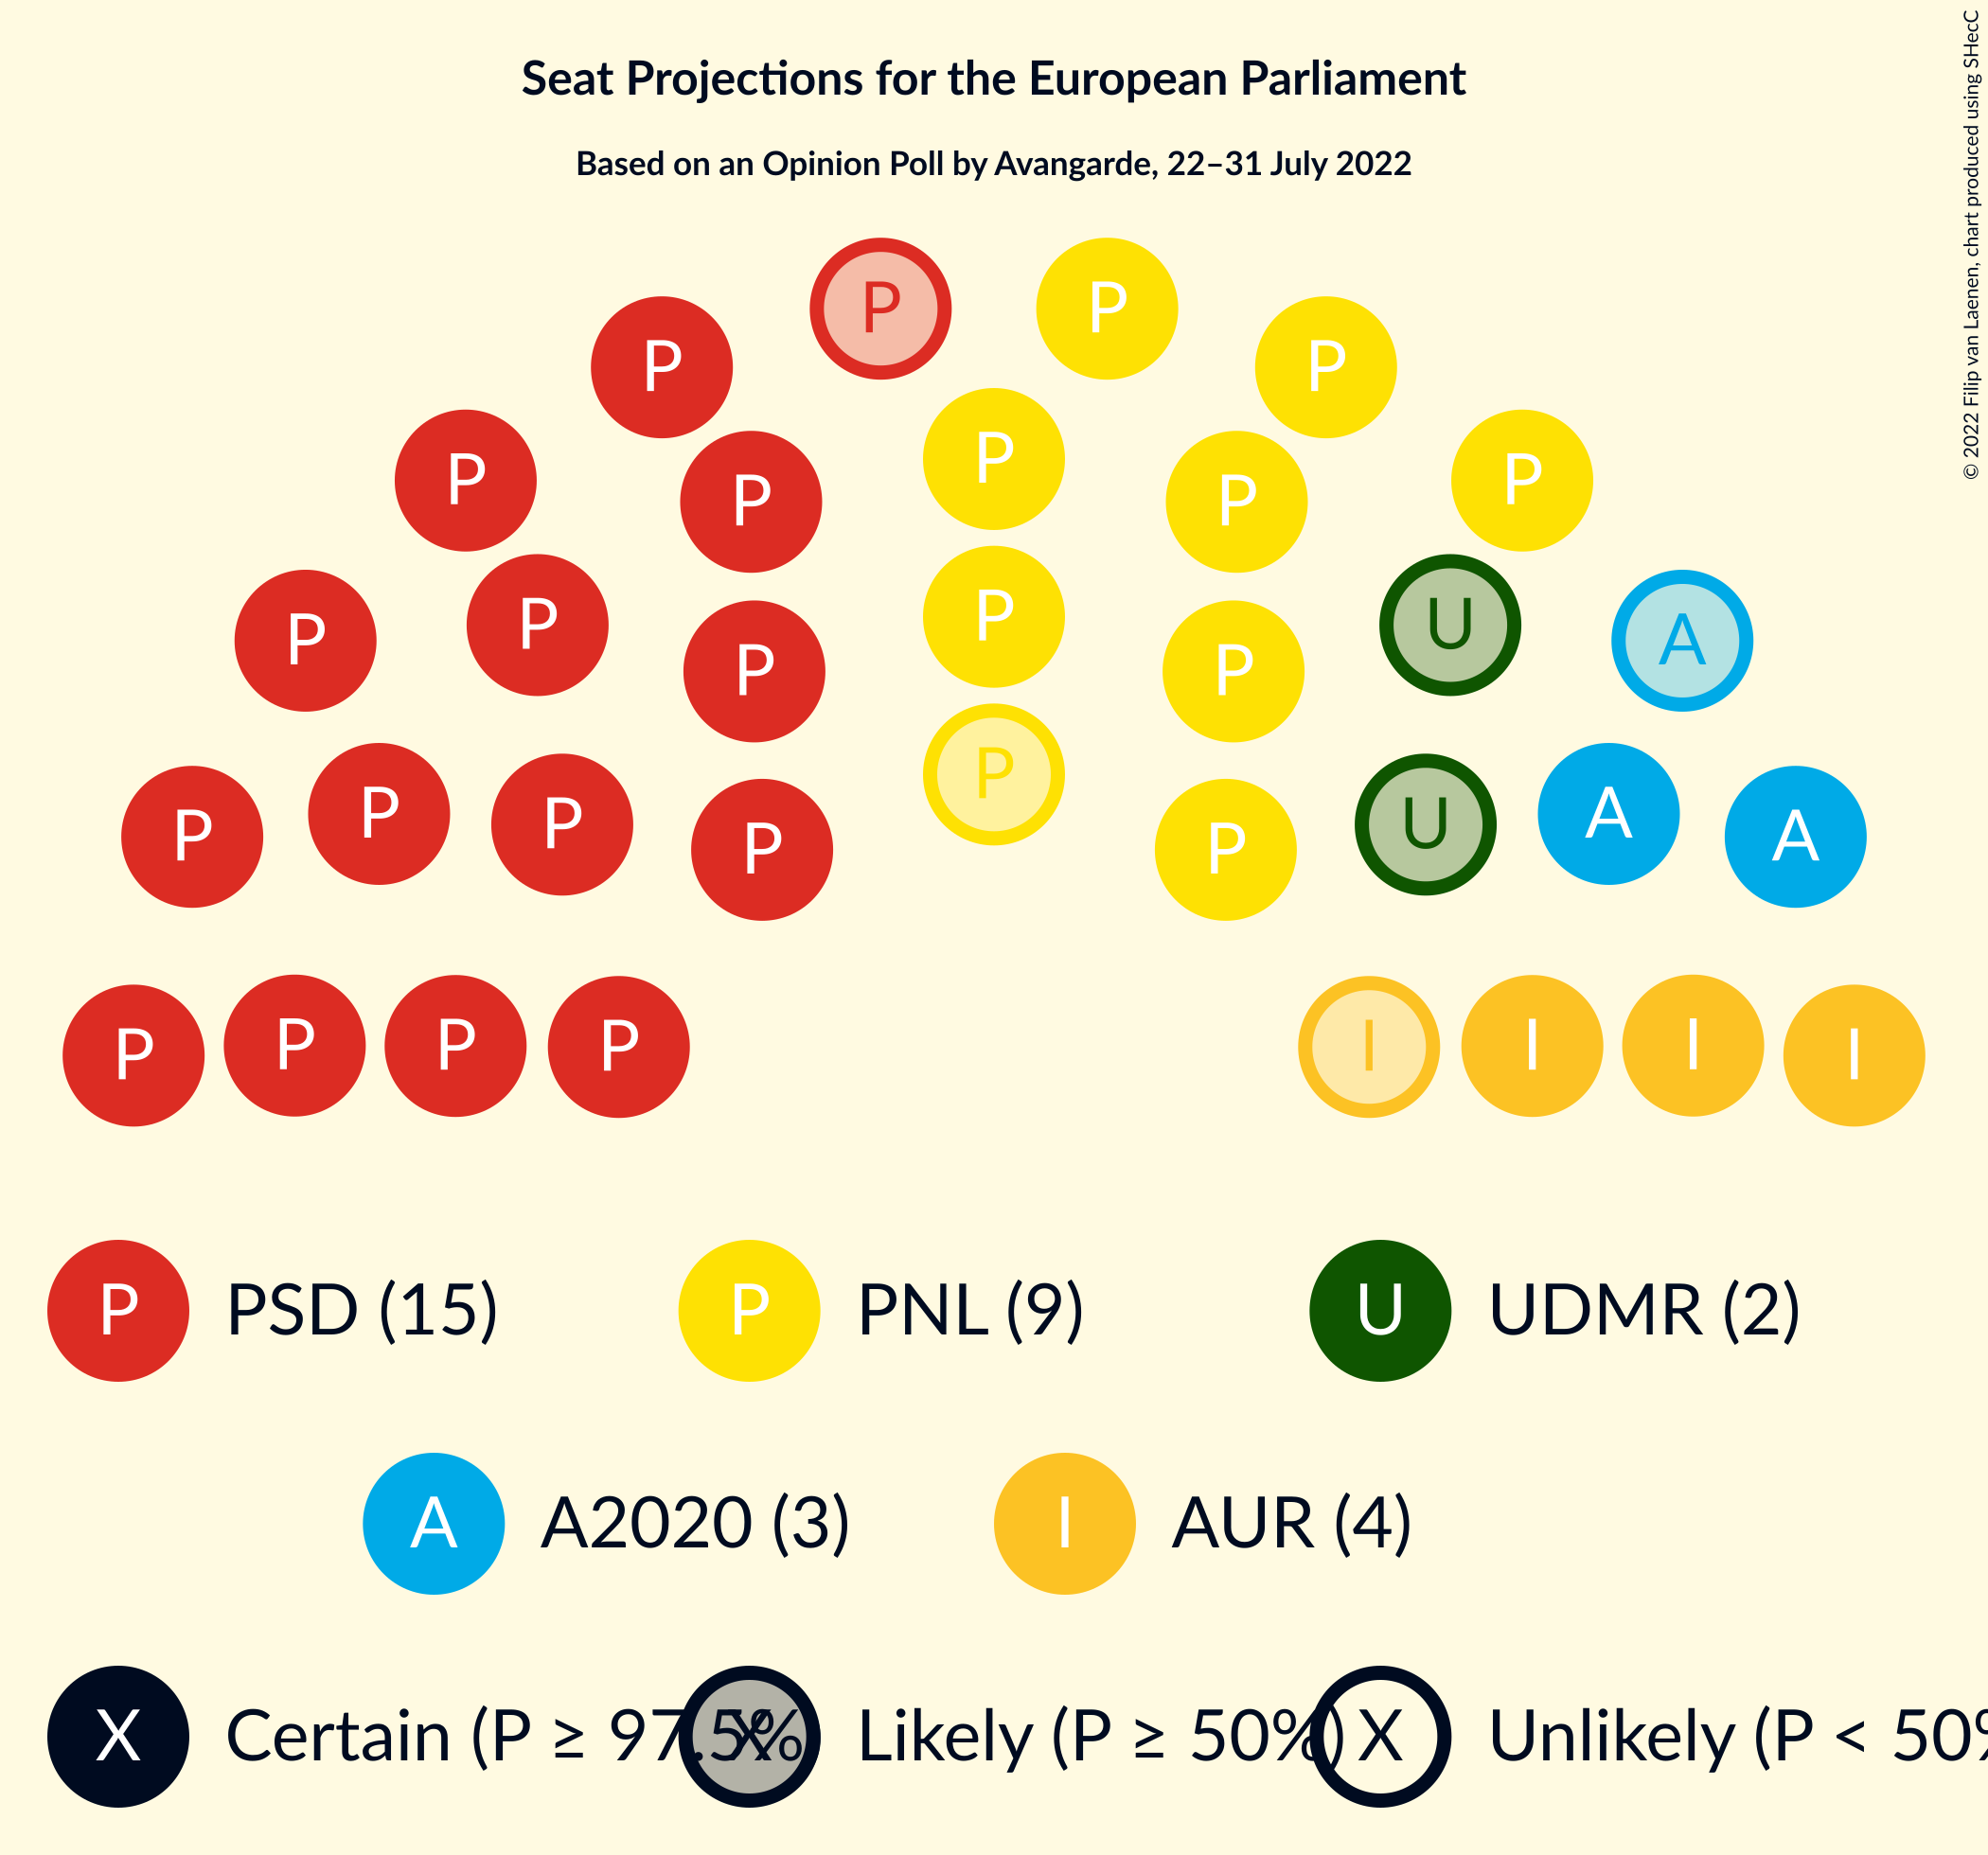 Seat Projections for the European Parliament
Based on an Opinion Poll by Avangarde, 22–31 July 2022
© 2022 Filip van Laenen, chart produced using SHecC
P P
P P
P P P
P P P
P P U A
P P P P
P
P P P U A A
P P P P
P P P P I I I I
P PSD (15) P PNL (9) U UDMR (2)
A A2020 (3) I AUR (4)
X Certain (P ≥ 97.5% X Likely (P ≥ 50%) X Unlikely (P < 50%